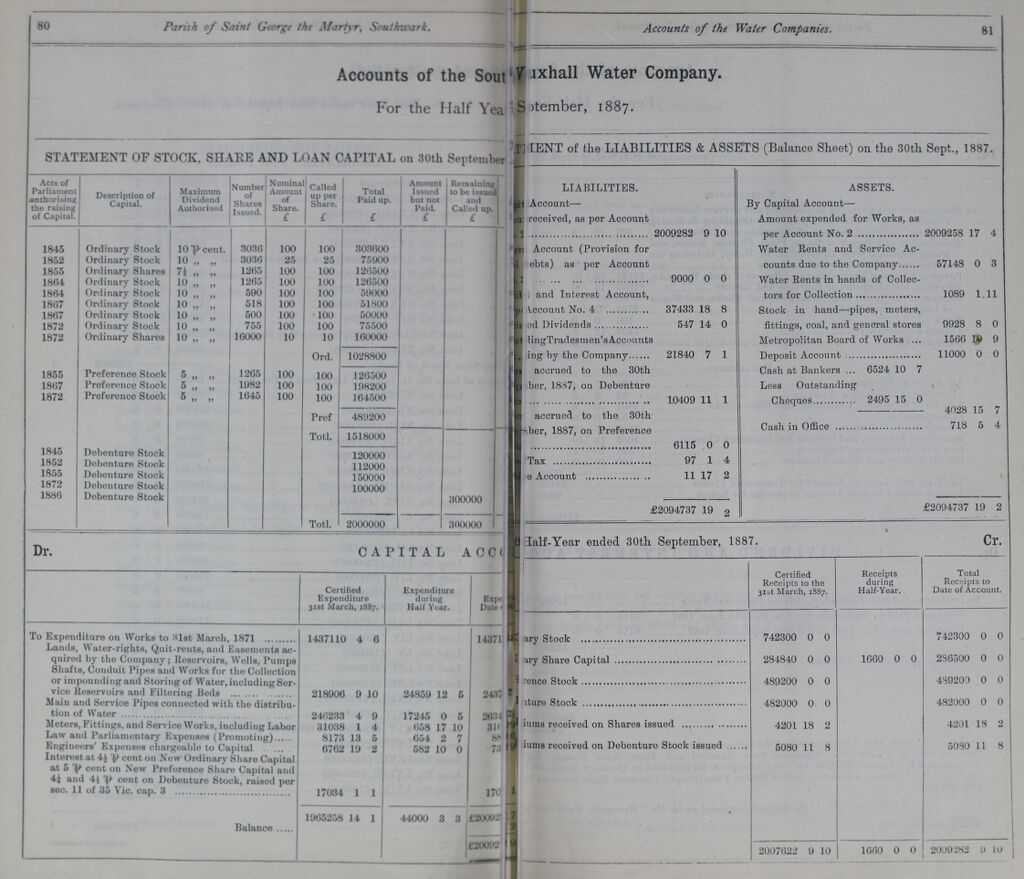 80 Parish of Saint George the Martyr, Southwark.
Accounts of the Water Companies. 81
Accounts of the Sout Vauxhall Water Company.
For the Half Yea September, 1887.
STATEMENT OF STOCK, SHARE AND LOAN CAPITAL on 30th September
Acts of Parliament authorising the raising of Capital. Description of Capital. Maximum Dividend Authorised Number of Shares Issued. Nominal Amount of Share. £ Called up per Share. £ Total Paid up. £ Amount Issued but not Paid. £ Remaining to be issued and Called up. £
1845 Ordinary Stock 10 ℔ cent. 3036 100 100 303600
1852 Ordinary Stock 10 „ „ 3036 25 25 75900
1855 Ordinary Shares 7½ „ „ 1265 100 100 126500
1864 Ordinary Stock 10 „ „ 1265 100 100 126500
1864 Ordinary Stock 10 „ „ 590 100 100 59000
1867 Ordinary Stock 10 „ „ 518 100 100 51800
1867 Ordinary Stock 10 „ „ 500 100 100 50000
1872 Ordinary Stock 10 „ „ 755 100 100 75500
1872 Ordinary Shares 10 „ „ 16000 10 10 160000
Ord. 1028800
1855 Preference Stock 5 „ „ 1265 100 100 126500
1867 Preference Stock 5 „ „ 1982 100 100 198200
1872 Preference Stock 5 „ „ 1645 100 100 164500
Pref 489200
Totl. 1518000
1845 Debenture Stock 120000
1852 Debenture Stock 112000
1855 Debenture Stock 150000
1872 Debenture Stock 100000
1886 Debenture Stock 300000
Totl. 2000000 300000
MENT of the LIABILITIES & ASSETS (Balance Sheet) on the 30th Sept., 1887.
LIABILITIES.
Account—
received, as per Account
2009282 9 10
Account (Provision for
ebts) as per Account
9000 0 0
and Interest Account,
Account No. 4 37433 18 8
ed Dividends 547 14 0
lingTradesmen'sAccounts
ing by the Company 21840 7 1
accrued to the 30th
ber, 1887, on Debenture
10409 11 1
accrued to the 30th
ber, 1887, on Preference
6115 0 0
Tax 97 1 4
Account 11 17 2
£2094737 19 2
ASSETS.
By Capital Account—
Amount expended for Works, as
per Account No. 2 2009258 17 4
Water Rents and Service Ac-
counts due to the Company 57148 0 3
Water Rents in hands of Collec-
tors for Collection 1089 1 11
Stock in hand—pipes, meters,
fittings, coal, and general stores 9928 8 0
Metropolitan Board of Works 1566 9
Deposit Account 11000 0 0
Cash at Bankers 6524 10 7
Less Outstanding
Cheques 2495 15 0
4028 15 7
Cash in Office 718 5 4
£2094737 19 2
Dr. CAPITAL ACCO
Certified Expenditure 31st March, 1887. Expenditure during Half Year. Expe Date
To Expenditure on Works to 31st March, 1871 1437110 4 6 14371
Lands, Water-rights, Quit-rents, and Easements ac-
quired by the Company; Reservoirs, Wells, Pumps
Shafts, Conduit Pipes and Works for the Collection
or impounding and Storing of Water, including Ser-
vice Reservoirs and Filtering Beds 218906 9 10 24859 12 5 2437
Main and Service Pipes connected with the distribu-
tion of Water 246233 4 9 17245 0 5 2634
Meters, Fittings, and Service Works, including Labor 31038 1 4 658 17 10 316
Law and Parliamentary Expenses (Promoting) 8173 13 5 654 2 7 88
Engineers' Expenses chargeable to Capital 6762 19 2 582 10 0 73
Interest at 4½ ℔ cent on New Ordinary Share Capital
at 5 ℔ cent on New Preference Share Capital and
4¼ and 4½ ℔ cent on Debenture Stock, raised per
sec. 11 of 35 Vic. cap. 3 17034 1 1 170
1965258 14 1 44000 3 3 £20092
Balance
£20092
Half-Year ended 30th September, 1887. Cr.
Certified Receipts to the 31st March, 1887. Receipts during Half-Year. Total Receipts to Date of Account.
ary Stock 742300 0 0 742300 0 0
ary Share Capital 284840 0 0 1660 0 0 286500 0 0
rence Stock 489200 0 0 489200 0 0
ture Stock 482000 0 0 482000 0 0
iums received on Shares issued 4201 18 2 4201 18 2
iums received on Debenture Stock issued 5080 11 8 5080 11 8
2007622 9 10 1660 0 0 2009282 9 10